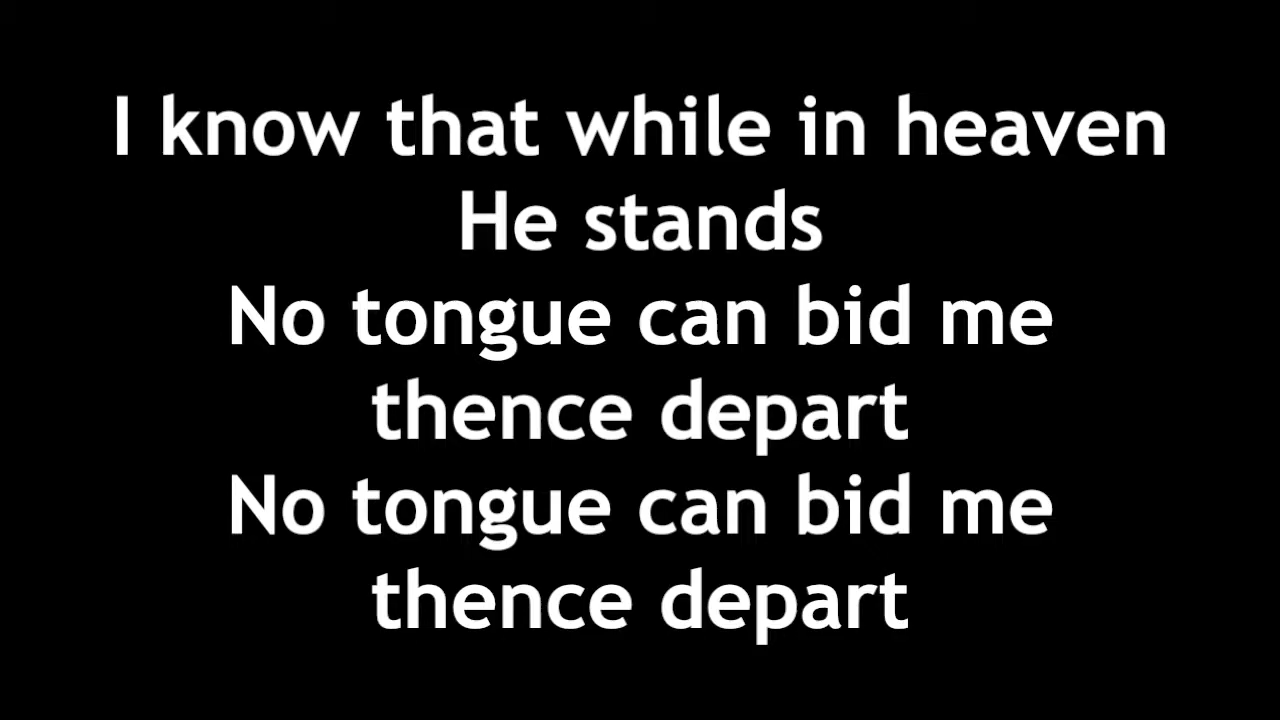 I know that while in heaven
He stands
No tongue can bid me
thence depart
No tongue can bid me
thence depart